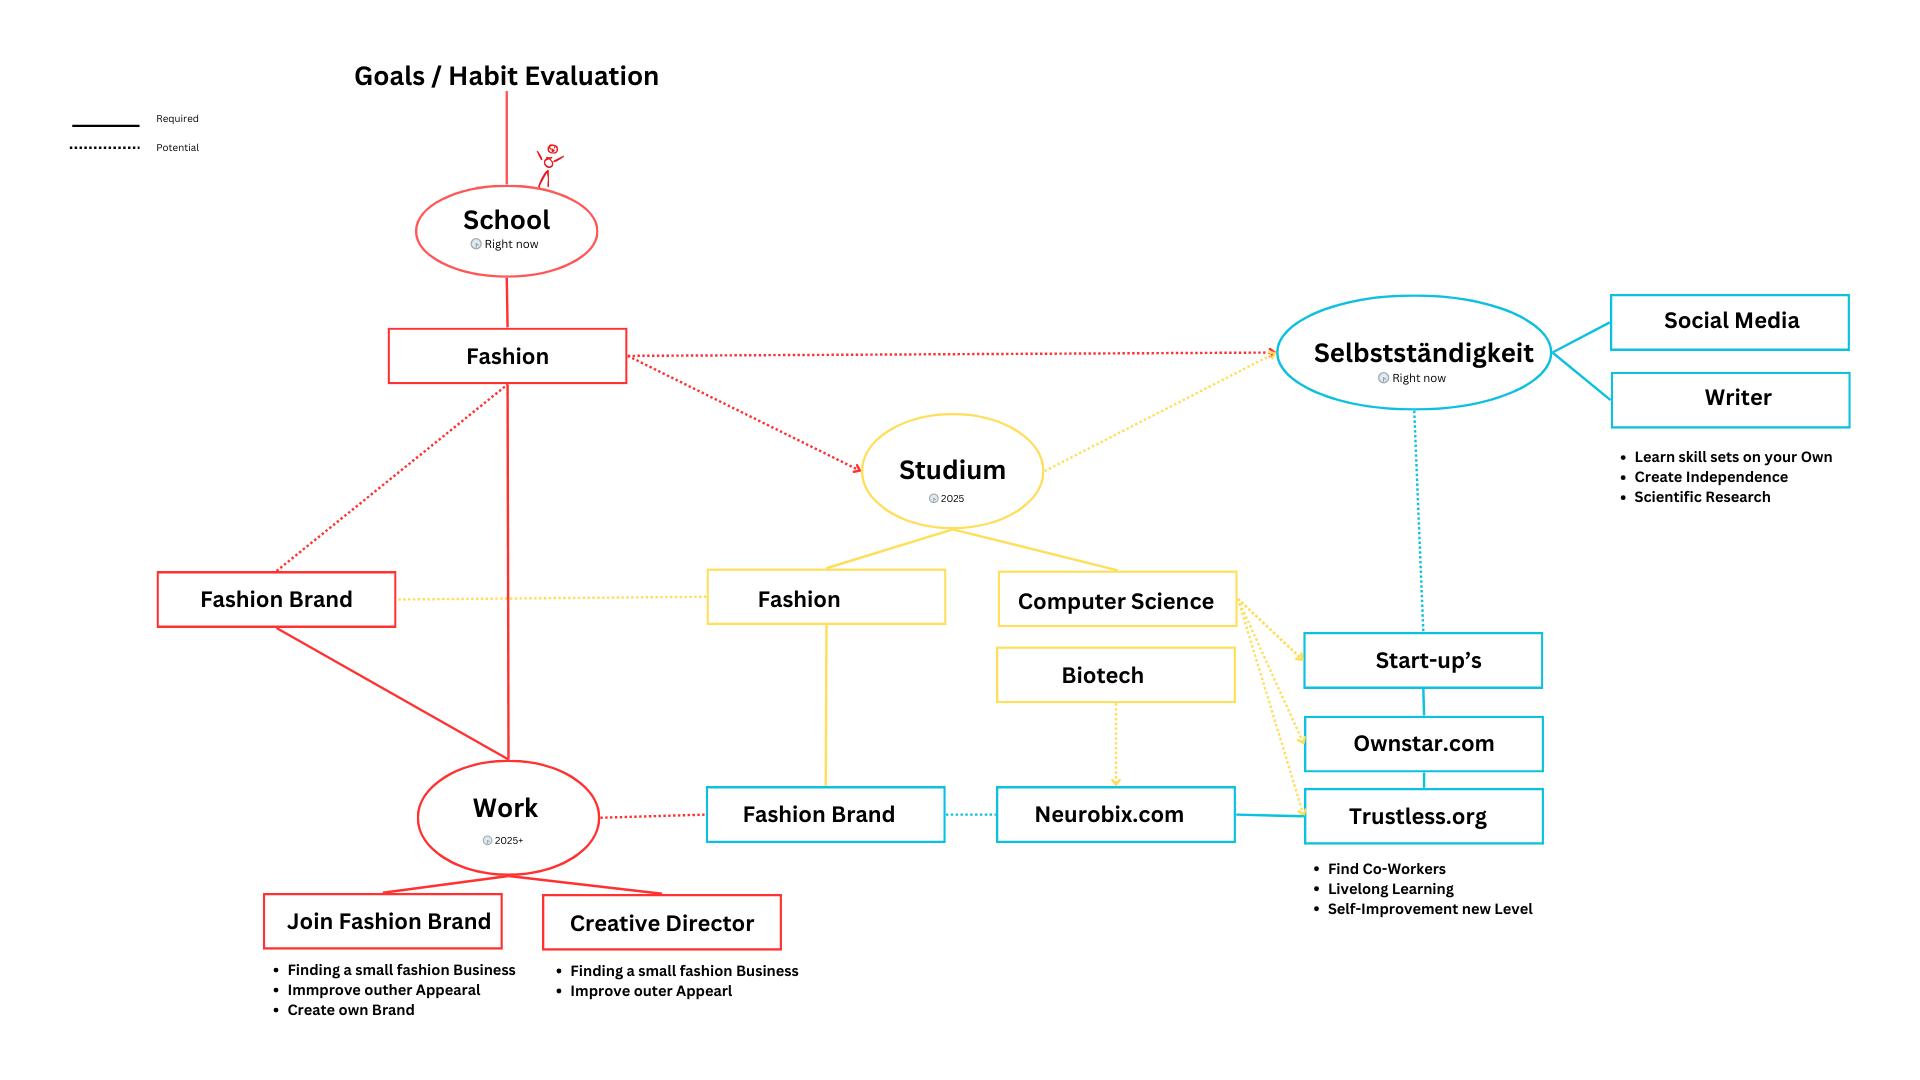 Goals / Habit Evaluation
Required
Potential
School
Right now
Fashion
Selbstständigkeit
Right now
Social Media
Writer
Learn skill sets on your Own
Create Independence
Scientific Research
Studium
2025
Fashion Brand
Fashion
Computer Science
Biotech
Start-up’s
Ownstar.com
Trustless.org
Find Co-Workers
Livelong Learning
Self-Improvement new Level
Work
2025+
Fashion Brand
Neurobix.com
Join Fashion Brand
Finding a small fashion Business
Immprove outher Appearal
Create own Brand
Creative Director
Finding a small fashion Business
Improve outer Appearl